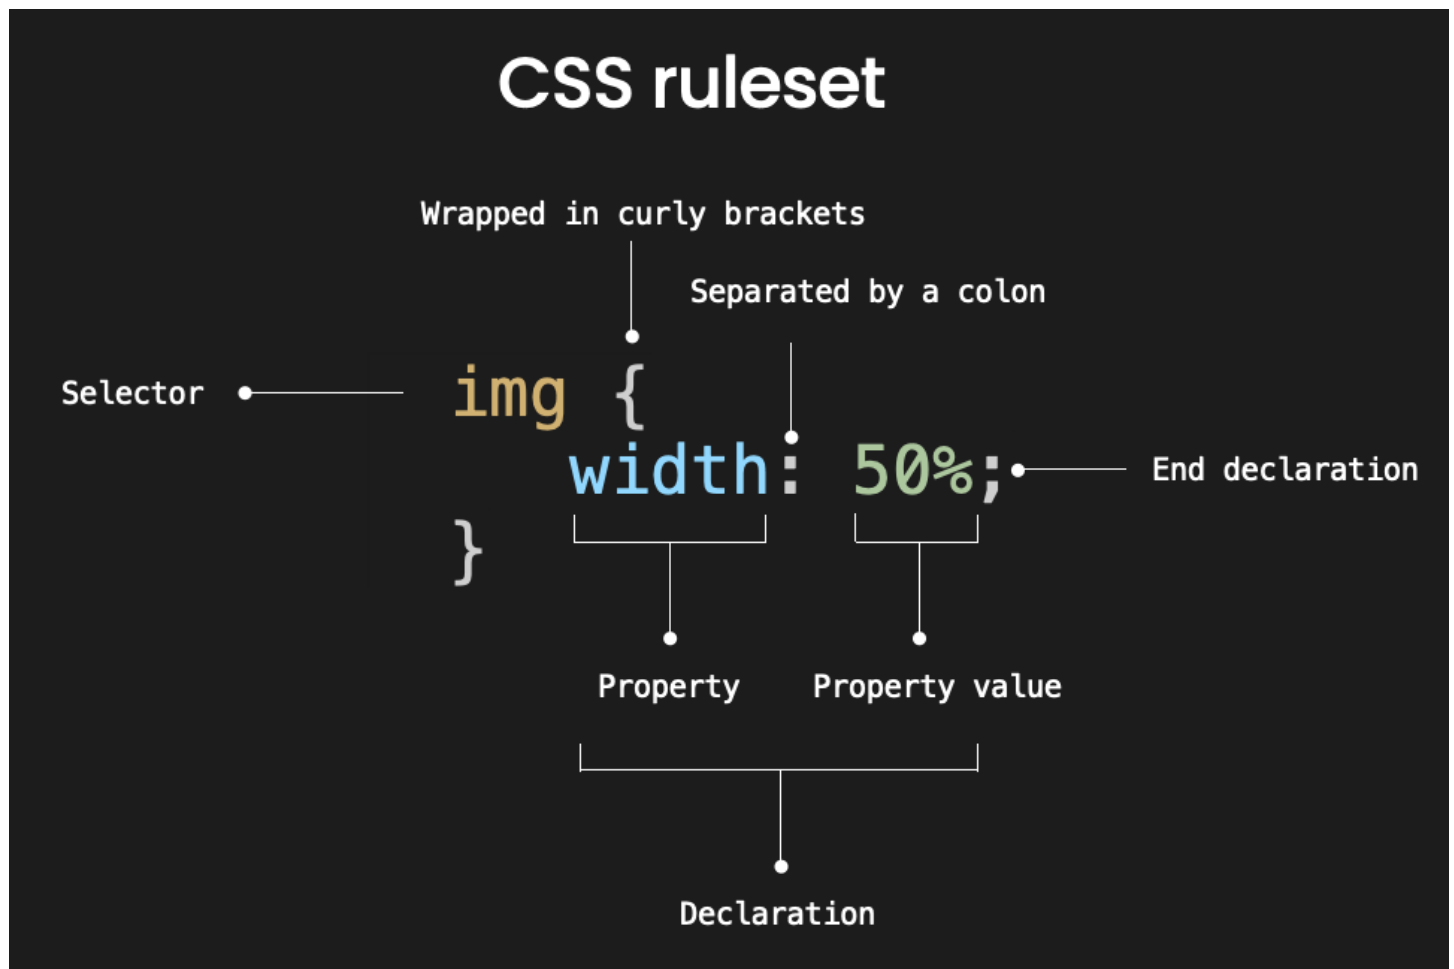 CSS ruleset
Wrapped in curly brackets
Separated by a colon
Selector
img {
width: 50%;
End declaration
}
Property
Property value
Declaration